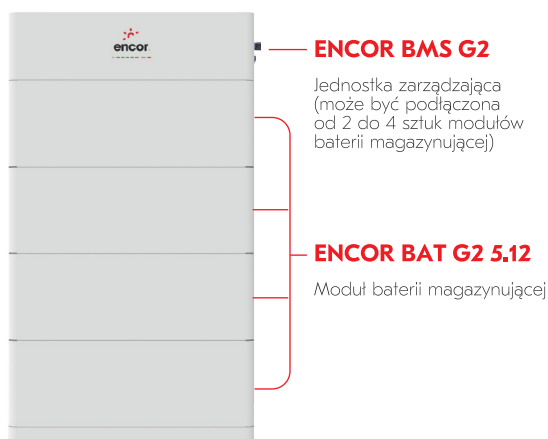 encor
ENCOR BMS G2
Jednostka zarządzająca
(może być podłączona
od 2 do 4 sztuk modułów
baterii magazynującej)
ENCOR BAT G2 5.12
Moduł baterii magazynującej